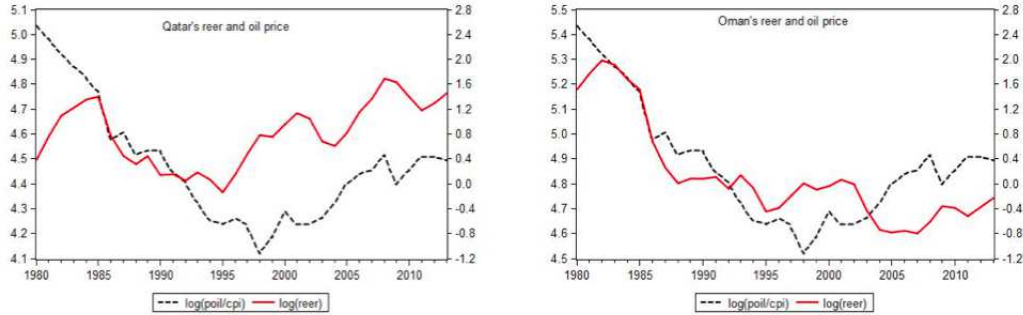 5.1 2.8 5.5 2.8
Qatar's reer and oil price Oman's reer and oil price
5.0 2.4 5.4 2.4
4.9 2.0 5.3 2.0
4.8 1.6 5.2 1.6
4.7 1.2 5.1 1.2
4.6 0.8 5.0 0.8
4.5 0.4 4.9 0.4
4.4 0.0 4.8 0.0
4.3 -0.4 4.7 -0.4
4.2 -0.8 4.6 -0.8
4.1 -1.2 4.5 -1.2
1980 1985 1990 1995 2000 2005 2010 1980 1985 1990 1995 2000 2005 2010
log(poil/cpi) log(reer) log(poil/cpi) log(reer)